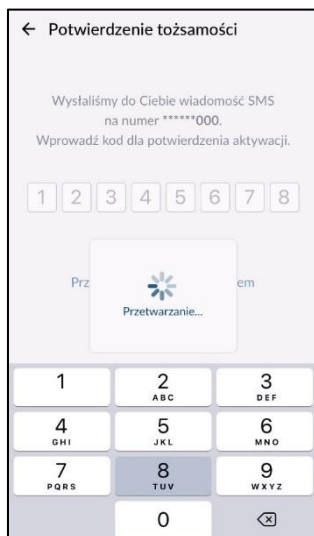 ← Potwierdzenie tożsamości
Wysłaliśmy do Ciebie wiadomość SMS
na numer ******000.
Wprowadź kod dla potwierdzenia aktywacji.
1 2 3 4 5 6 7 8
Prz em
Przetwarzanie...
1 2 3
ABC DEF
4 5 6
GHI JKL MNO
7 8 9
PQRS TUV WXYZ
0